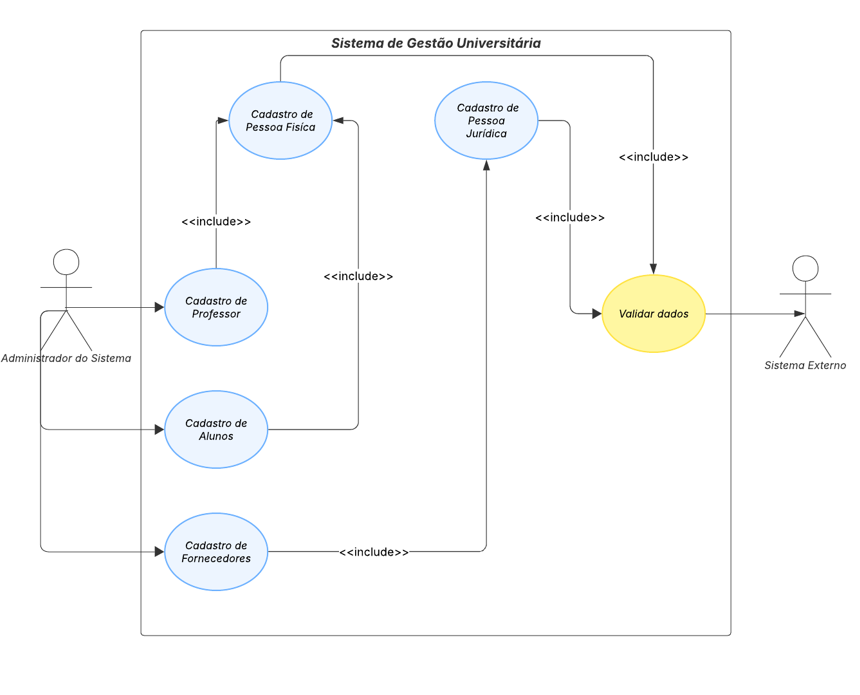 Sistema de Gestão Universitária
Cadastro de
Pessoa Fisíca
Cadastro de
Pessoa
Jurídica
<<include>>
<<include>>
<<include>>
<<include>>
Cadastro de
Professor
Validar dados
Administrador do Sistema
Sistema Externo
Cadastro de
Alunos
Cadastro de
Fornecedores
<<include>>